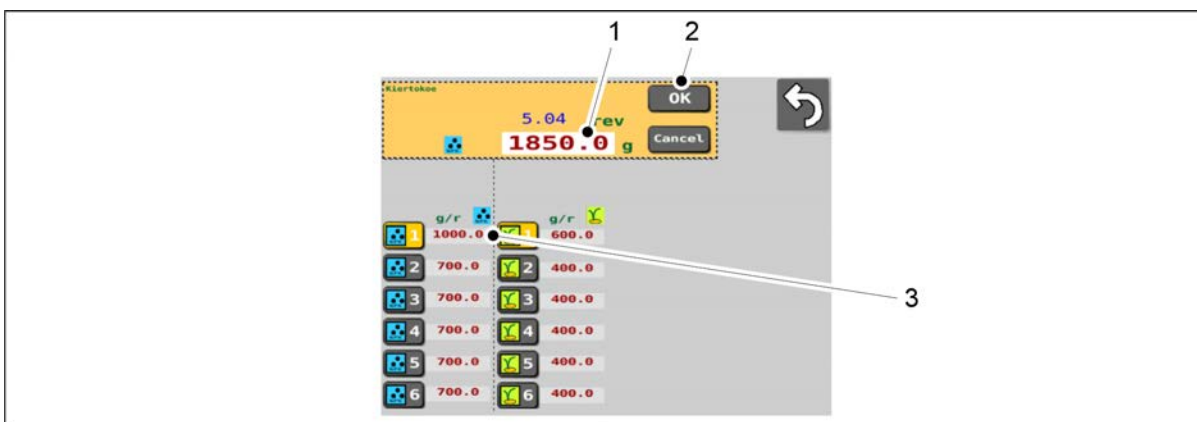 1 2
Kiertokoe
OK
5.04 rev
1850.0 g
Cancel
g/r g/r
1 1000.0 1 600.0
2 700.0 2 400.0
3 700.0 3 400.0
4 700.0 4 400.0
5 700.0 5 400.0
6 700.0 6 400.0
3